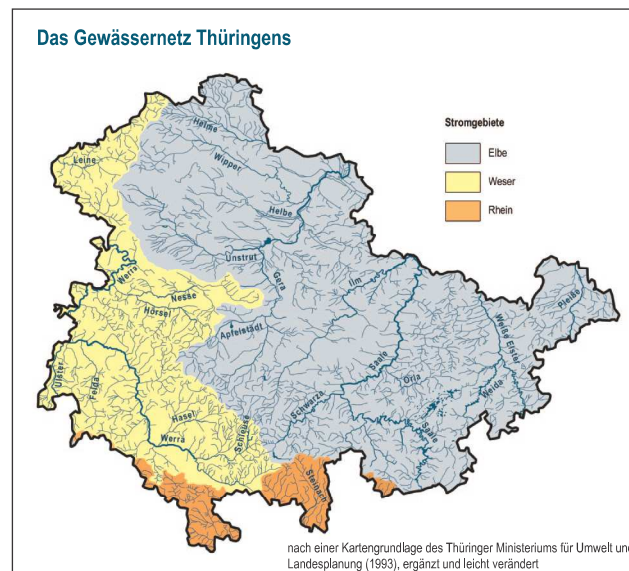 Das Gewässernetz Thüringens
Stromgebiete
Elbe
Weser
Rhein
Helme
Leine
Wipper
Helbe
Unstrut
Werra
Gera
Ilm
Nesse
Hörsel
Apfelstädt
Pleiße
Weiße Elster
Saale
Ulster
Felda
Orla
Weida
Schwarza
Hasel
Werra
Schleuse
Saale
Steinach
nach einer Kartengrundlage des Thüringer Ministeriums für Umwelt und
Landesplanung (1993), ergänzt und leicht verändert